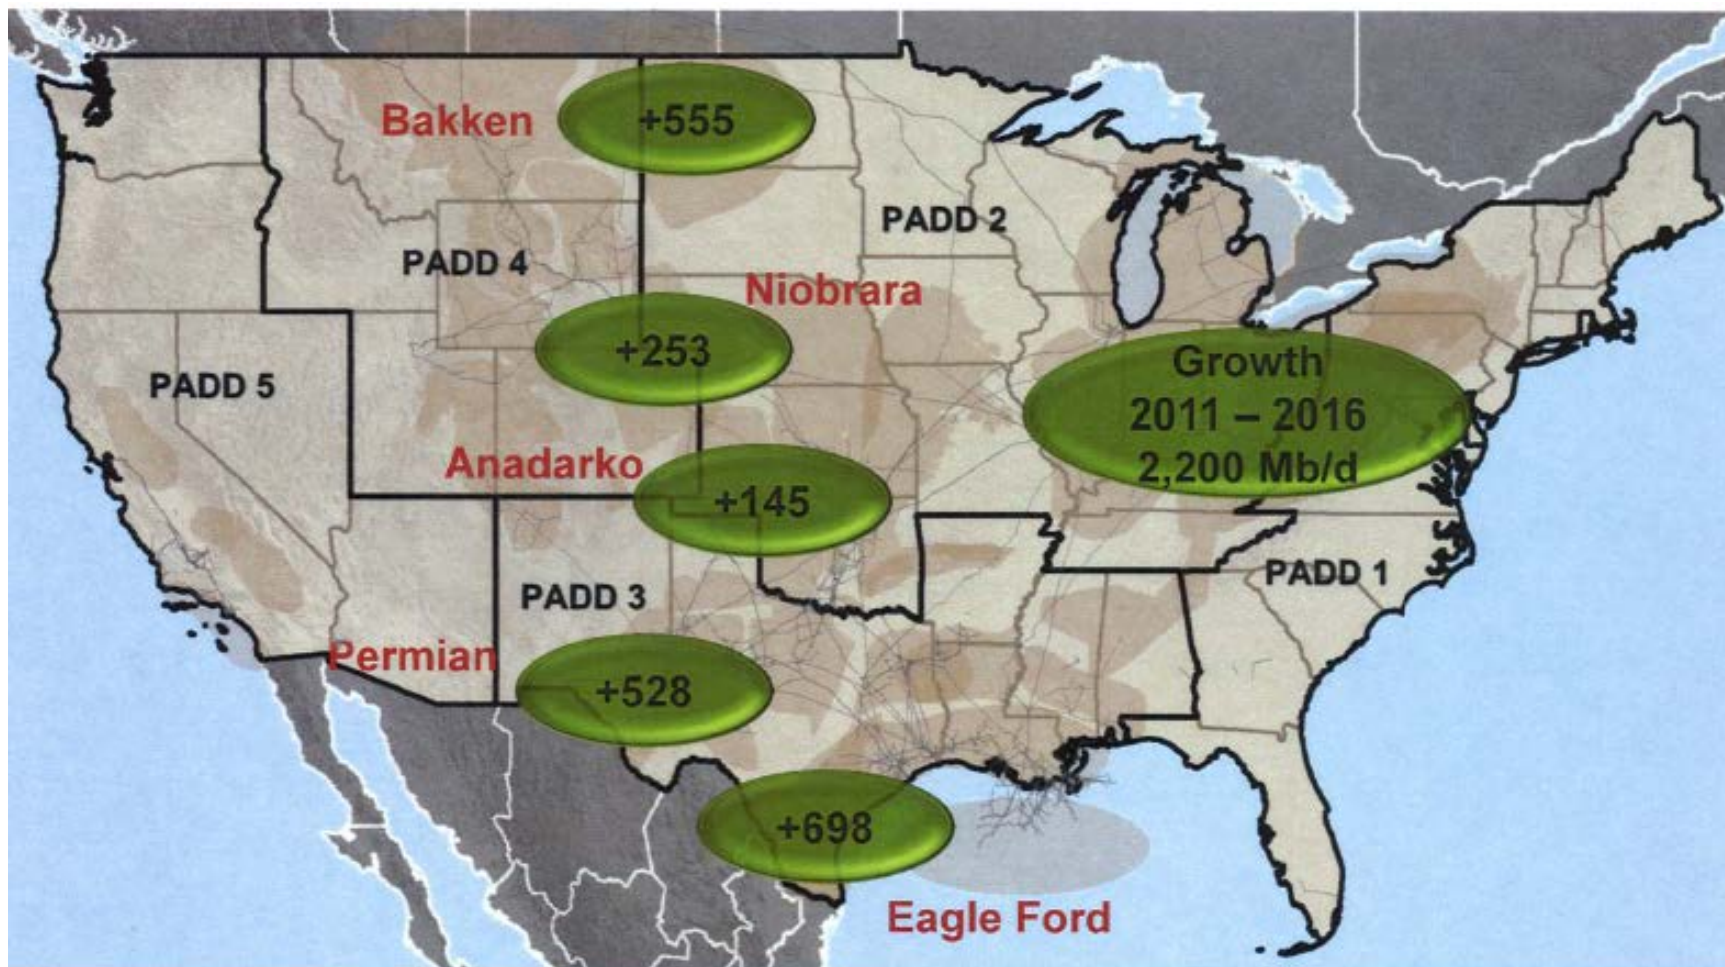 Bakken
+555
PADD 2
PADD 4
Niobrara
+253
Growth
2011 – 2016
2,200 Mb/d
PADD 5
Anadarko
+145
PADD 3
PADD 1
Permian
+528
+698
Eagle Ford